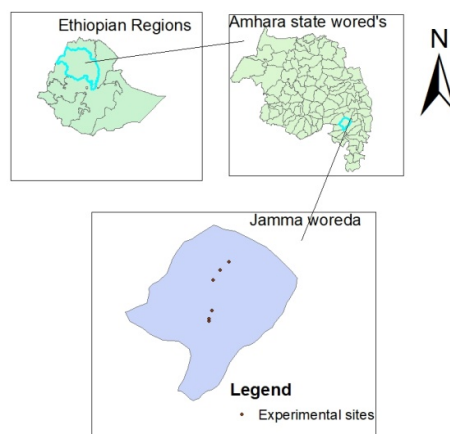 Ethiopian Regions
Amhara state wored's
N
Jamma woreda
Legend
Experimental sites